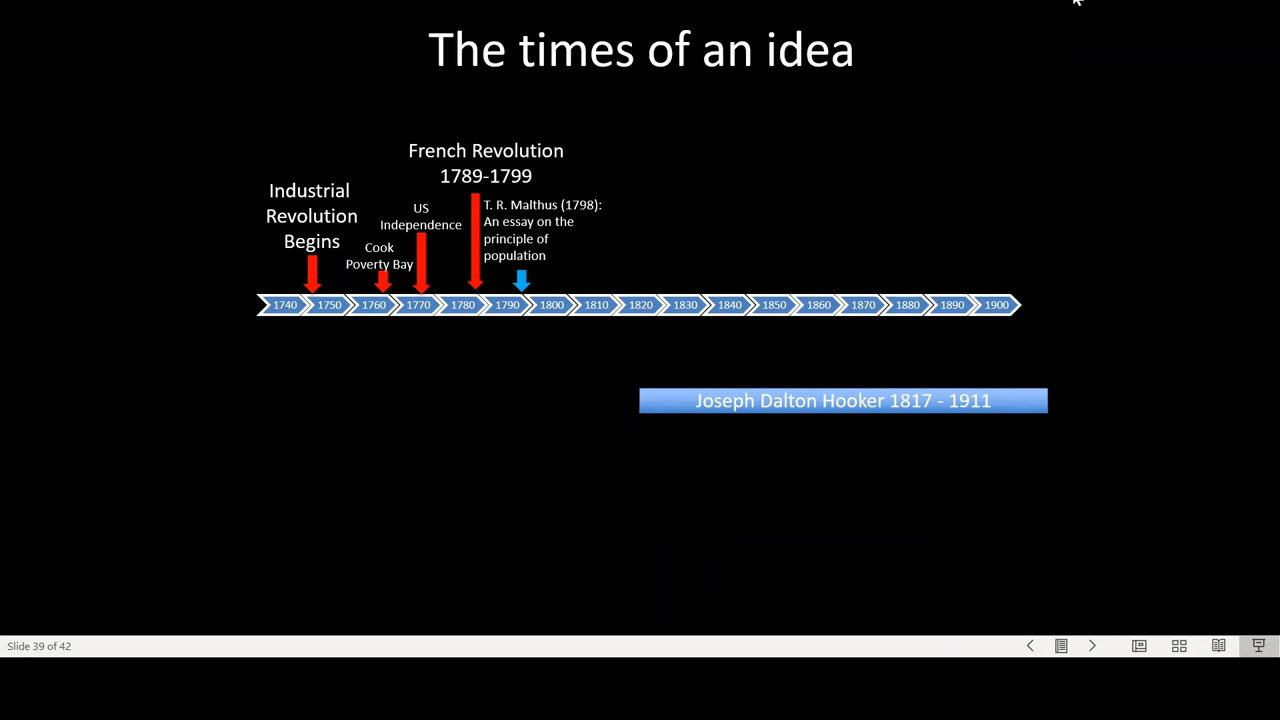 The times of an idea
French Revolution
1789-1799
Industrial
Revolution
Begins
US
Independence
Cook
Poverty Bay
T. R. Malthus (1798):
An essay on the
principle of
population
1740 1750 1760 1770 1780 1790 1800 1810 1820 1830 1840 1850 1860 1870 1880 1890 1900
Joseph Dalton Hooker 1817 - 1911
Slide 39 of 42